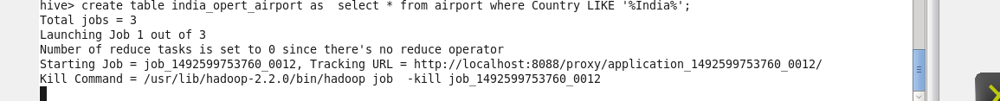 hive> create table india_opert_airport as  select * from airport where Country LIKE '%India%';
Total jobs = 3
Launching Job 1 out of 3
Number of reduce tasks is set to 0 since there's no reduce operator
Starting Job = job_1492599753760_0012, Tracking URL = http://localhost:8088/proxy/application_1492599753760_0012/
Kill Command = /usr/lib/hadoop-2.2.0/bin/hadoop job  -kill job_1492599753760_0012